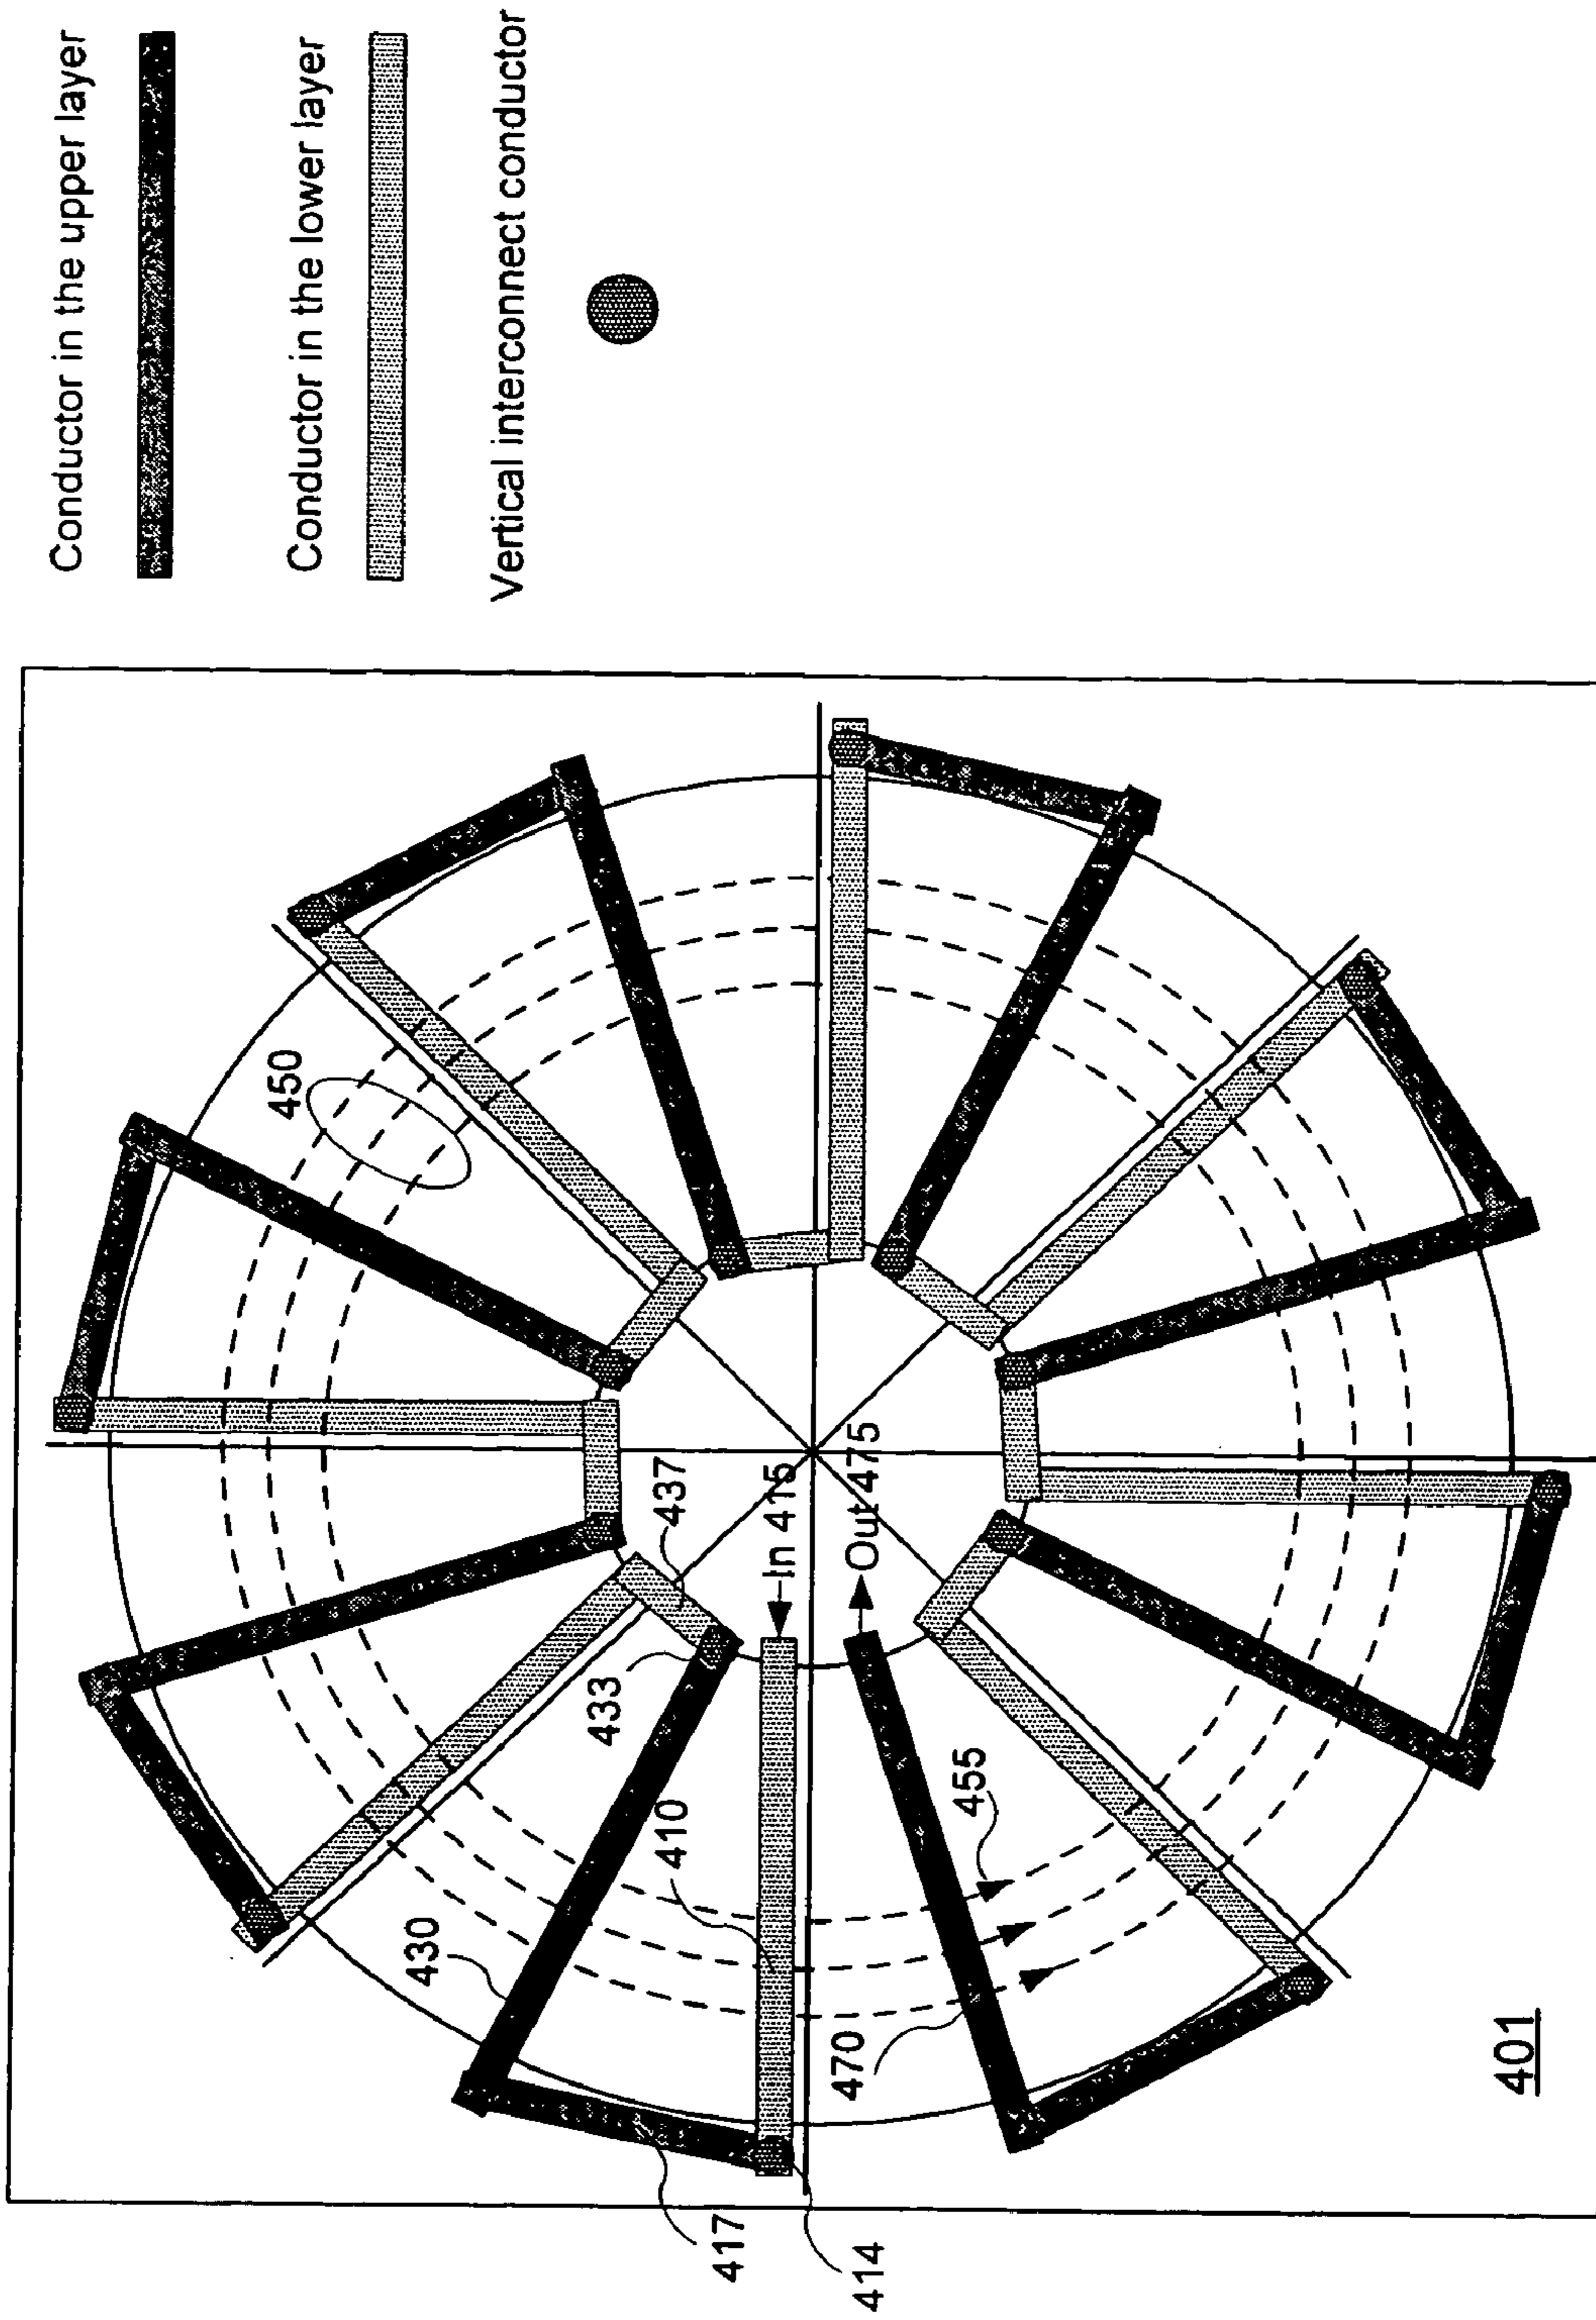 Conductor in the upper layer
Conductor in the lower layer
Vertical interconnect conductor
450
437
In 415
Out 475
433
410
455
430
470
417
414
401